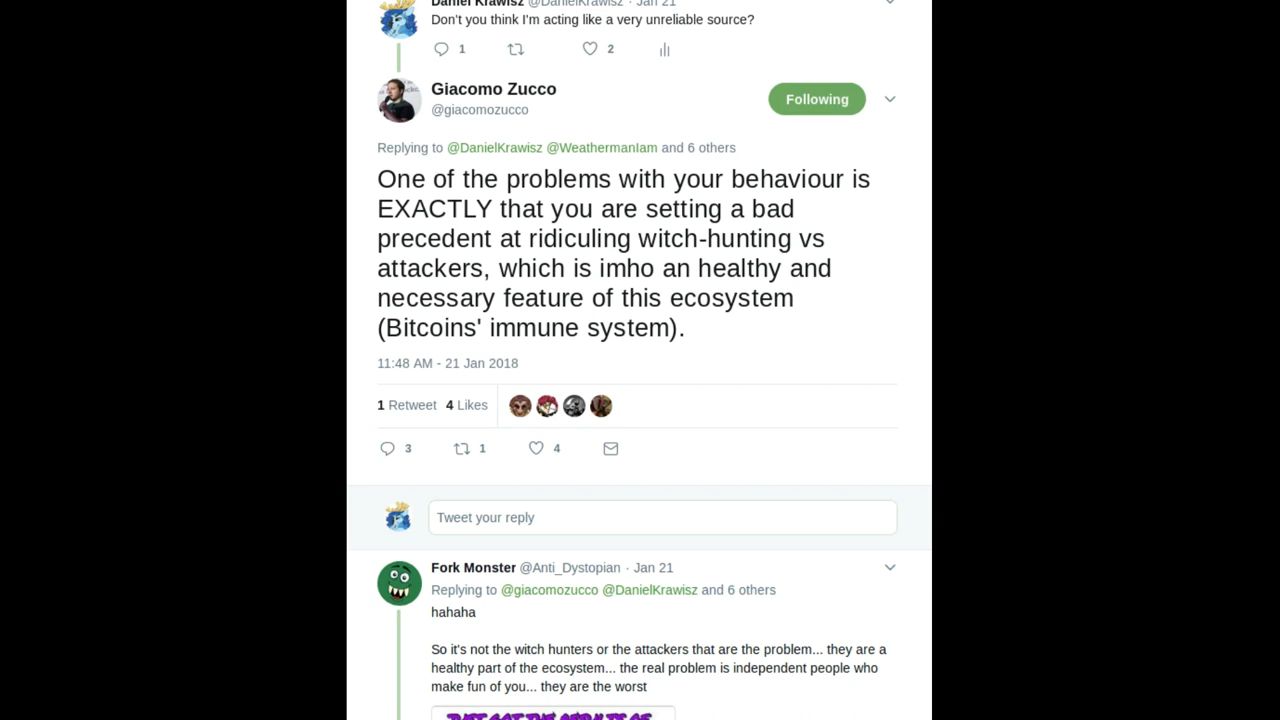 Daniel Krawisz @DanielKrawisz · Jan 21
Don't you think I'm acting like a very unreliable source?
1 2
Giacomo Zucco
@giacomozucco
Following
Replying to @DanielKrawisz @WeathermanIam and 6 others
One of the problems with your behaviour is
EXACTLY that you are setting a bad
precedent at ridiculing witch-hunting vs
attackers, which is imho an healthy and
necessary feature of this ecosystem
(Bitcoins' immune system).
11:48 AM - 21 Jan 2018
1 Retweet 4 Likes
3 1 4
Tweet your reply
Fork Monster @Anti_Dystopian · Jan 21
Replying to @giacomozucco @DanielKrawisz and 6 others
hahaha
So it's not the witch hunters or the attackers that are the problem... they are a
healthy part of the ecosystem... the real problem is independent people who
make fun of you... they are the worst